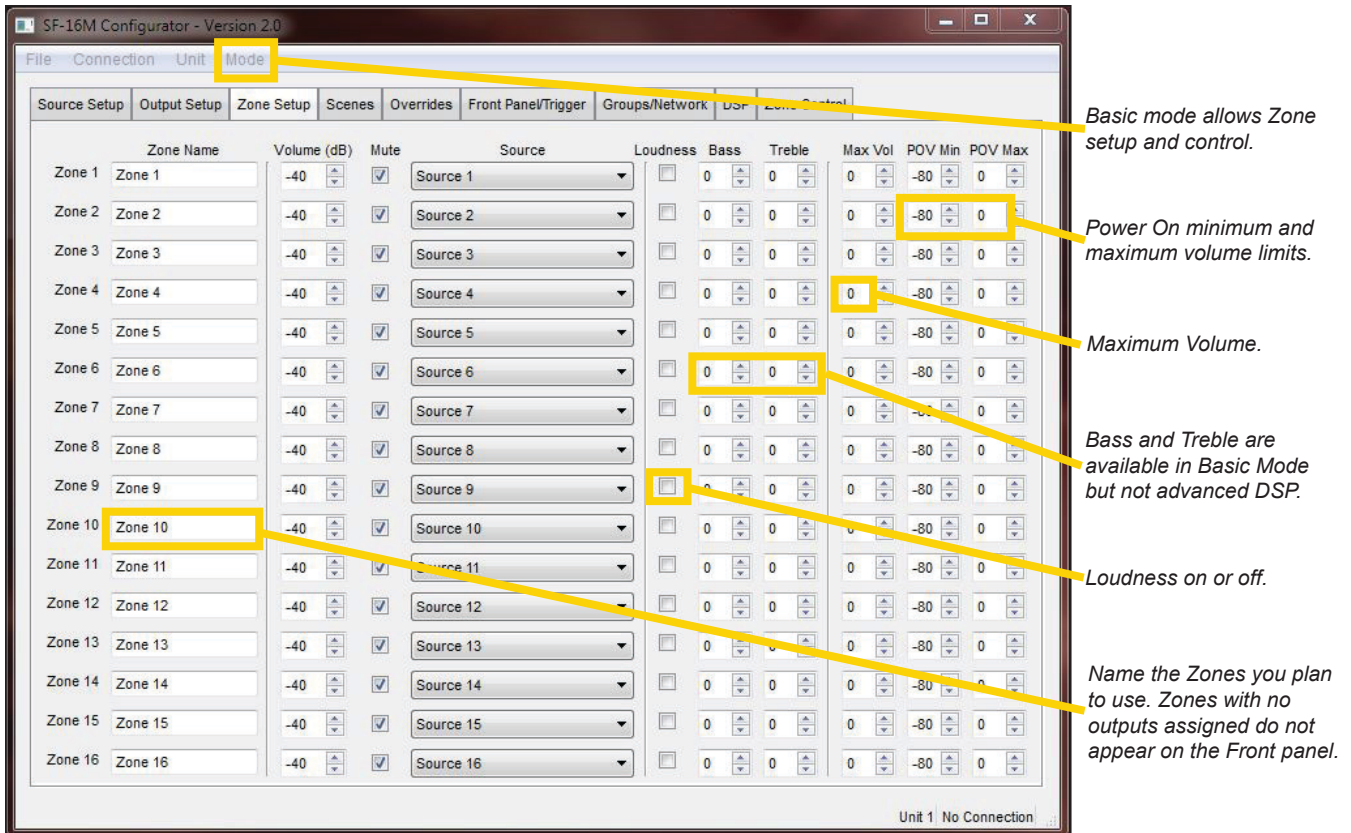 SF-16M Configurator - Version 2.0
File Connection Unit Mode
Source Setup Output Setup Zone Setup Scenes Overrides Front Panel/Trigger Groups/Network DSP Zone Control
Zone Name Volume (dB) Mute Source Loudness Bass Treble Max Vol POV Min POV Max
Zone 1 Zone 1 -40 Source 1 0 0 0 -80 0
Zone 2 Zone 2 -40 Source 2 0 0 0 -80 0
Zone 3 Zone 3 -40 Source 3 0 0 0 -80 0
Zone 4 Zone 4 -40 Source 4 0 0 0 -80 0
Zone 5 Zone 5 -40 Source 5 0 0 0 -80 0
Zone 6 Zone 6 -40 Source 6 0 0 0 -80 0
Zone 7 Zone 7 -40 Source 7 0 0 0 -80 0
Zone 8 Zone 8 -40 Source 8 0 0 0 -80 0
Zone 9 Zone 9 -40 Source 9 0 0 0 -80 0
Zone 10 Zone 10 -40 Source 10 0 0 0 -80 0
Zone 11 Zone 11 -40 Source 11 0 0 0 -80 0
Zone 12 Zone 12 -40 Source 12 0 0 0 -80 0
Zone 13 Zone 13 -40 Source 13 0 0 0 -80 0
Zone 14 Zone 14 -40 Source 14 0 0 0 -80 0
Zone 15 Zone 15 -40 Source 15 0 0 0 -80 0
Zone 16 Zone 16 -40 Source 16 0 0 0 -80 0
Unit 1 No Connection
Basic mode allows Zone
setup and control.
Power On minimum and
maximum volume limits.
Maximum Volume.
Bass and Treble are
available in Basic Mode
but not advanced DSP.
Loudness on or off.
Name the Zones you plan
to use. Zones with no
outputs assigned do not
appear on the Front panel.